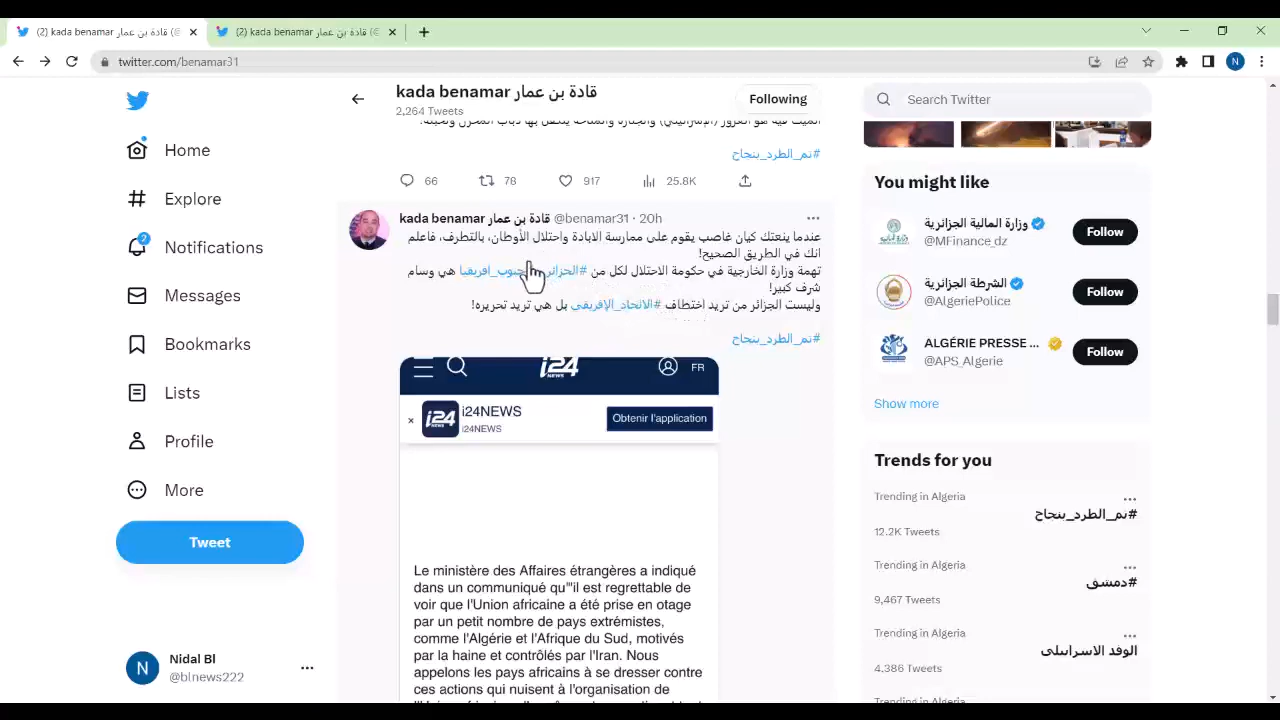 (2) kada benamar قادة بن عمار (@
(2) kada benamar قادة بن عمار (@
twitter.com/benamar31
N
kada benamar قادة بن عمار
2,264 Tweets
Following
Search Twitter
#تم_الطرد_بنجاح
66 78 917 25.8K
Home
Explore
2
Notifications
Messages
Bookmarks
Lists
Profile
More
Tweet
N
Nidal Bl
@blnews222
kada benamar قادة بن عمار @benamar31 · 20h
عندما ينعتك كيان غاصب يقوم على ممارسة الابادة واحتلال الأوطان، بالتطرف، فاعلم
انك في الطريق الصحيح!
تهمة وزارة الخارجية في حكومة الاحتلال لكل من #الجزائر جنوب_افريقيا هي وسام
شرف كبير!
وليست الجزائر من تريد اختطاف #الاتحاد_الإفريقي بل هي تريد تحريره!
#تم_الطرد_بنجاح
i24
NEWS
FR
×
i24
NEWS
i24NEWS
i24NEWS
Obtenir l'application
Le ministère des Affaires étrangères a indiqué
dans un communiqué qu'"il est regrettable de
voir que l'Union africaine a été prise en otage
par un petit nombre de pays extrémistes,
comme l'Algérie et l'Afrique du Sud, motivés
par la haine et contrôlés par l'Iran. Nous
appelons les pays africains à se dresser contre
ces actions qui nuisent à l'organisation de
You might like
وزارة المالية الجزائرية
@MFinance_dz
Follow
الشرطة الجزائرية
@AlgeriePolice
Follow
ALGÉRIE PRESSE ...
@APS_Algerie
Follow
Show more
Trends for you
Trending in Algeria
#تم_الطرد_بنجاح
12.2K Tweets
Trending in Algeria
#دمشق
9,467 Tweets
Trending in Algeria
الوفد الاسرائيلي
4,386 Tweets
Trending in Algeria